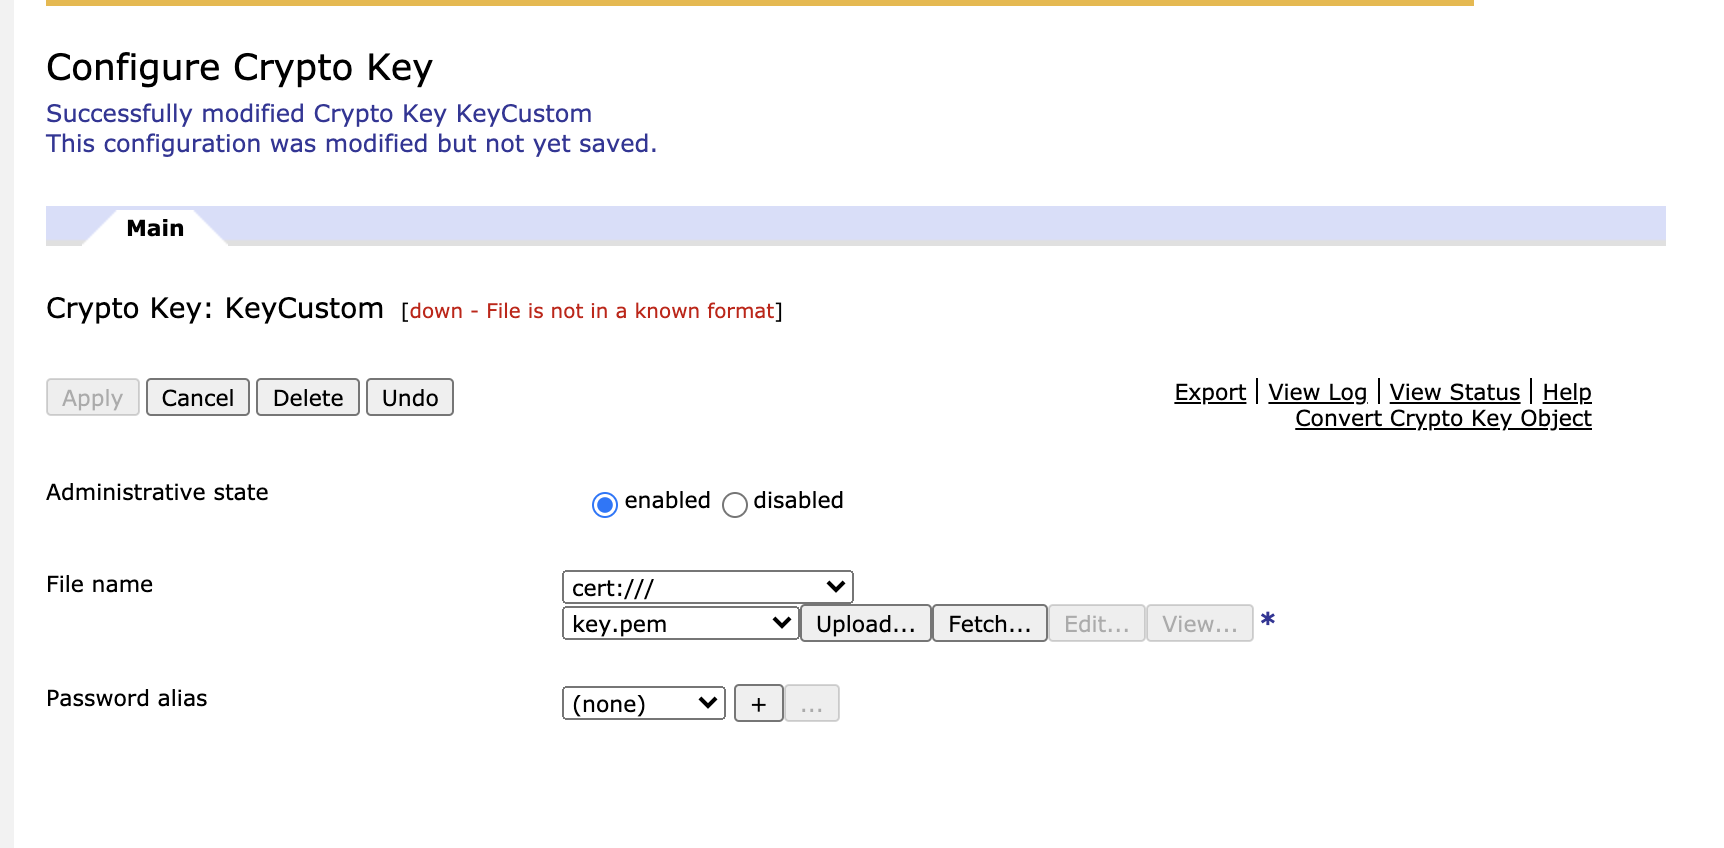 Configure Crypto Key
Successfully modified Crypto Key KeyCustom
This configuration was modified but not yet saved.
Main
Crypto Key: KeyCustom [down - File is not in a known format]
Apply Cancel Delete Undo
Export | View Log | View Status | Help
Convert Crypto Key Object
Administrative state
enabled disabled
File name
cert:///
key.pem Upload... Fetch... Edit... View... *
Password alias
(none) + ...